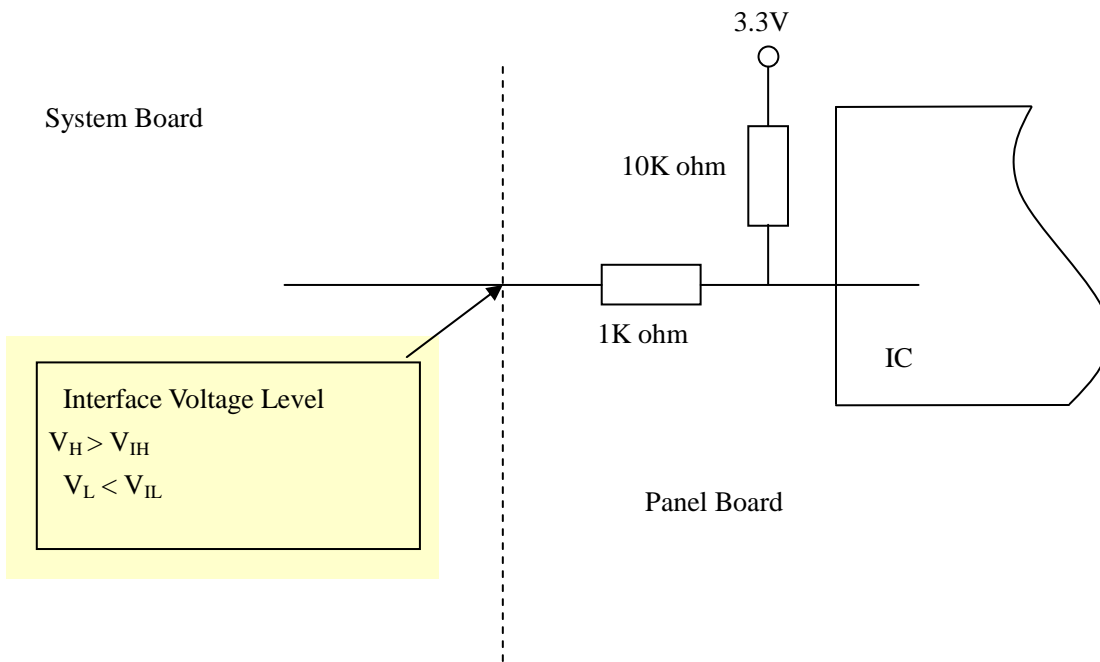 3.3V
System Board
10K ohm
1K ohm
IC
Interface Voltage Level
V_H > V_IH
V_L < V_IL
Panel Board